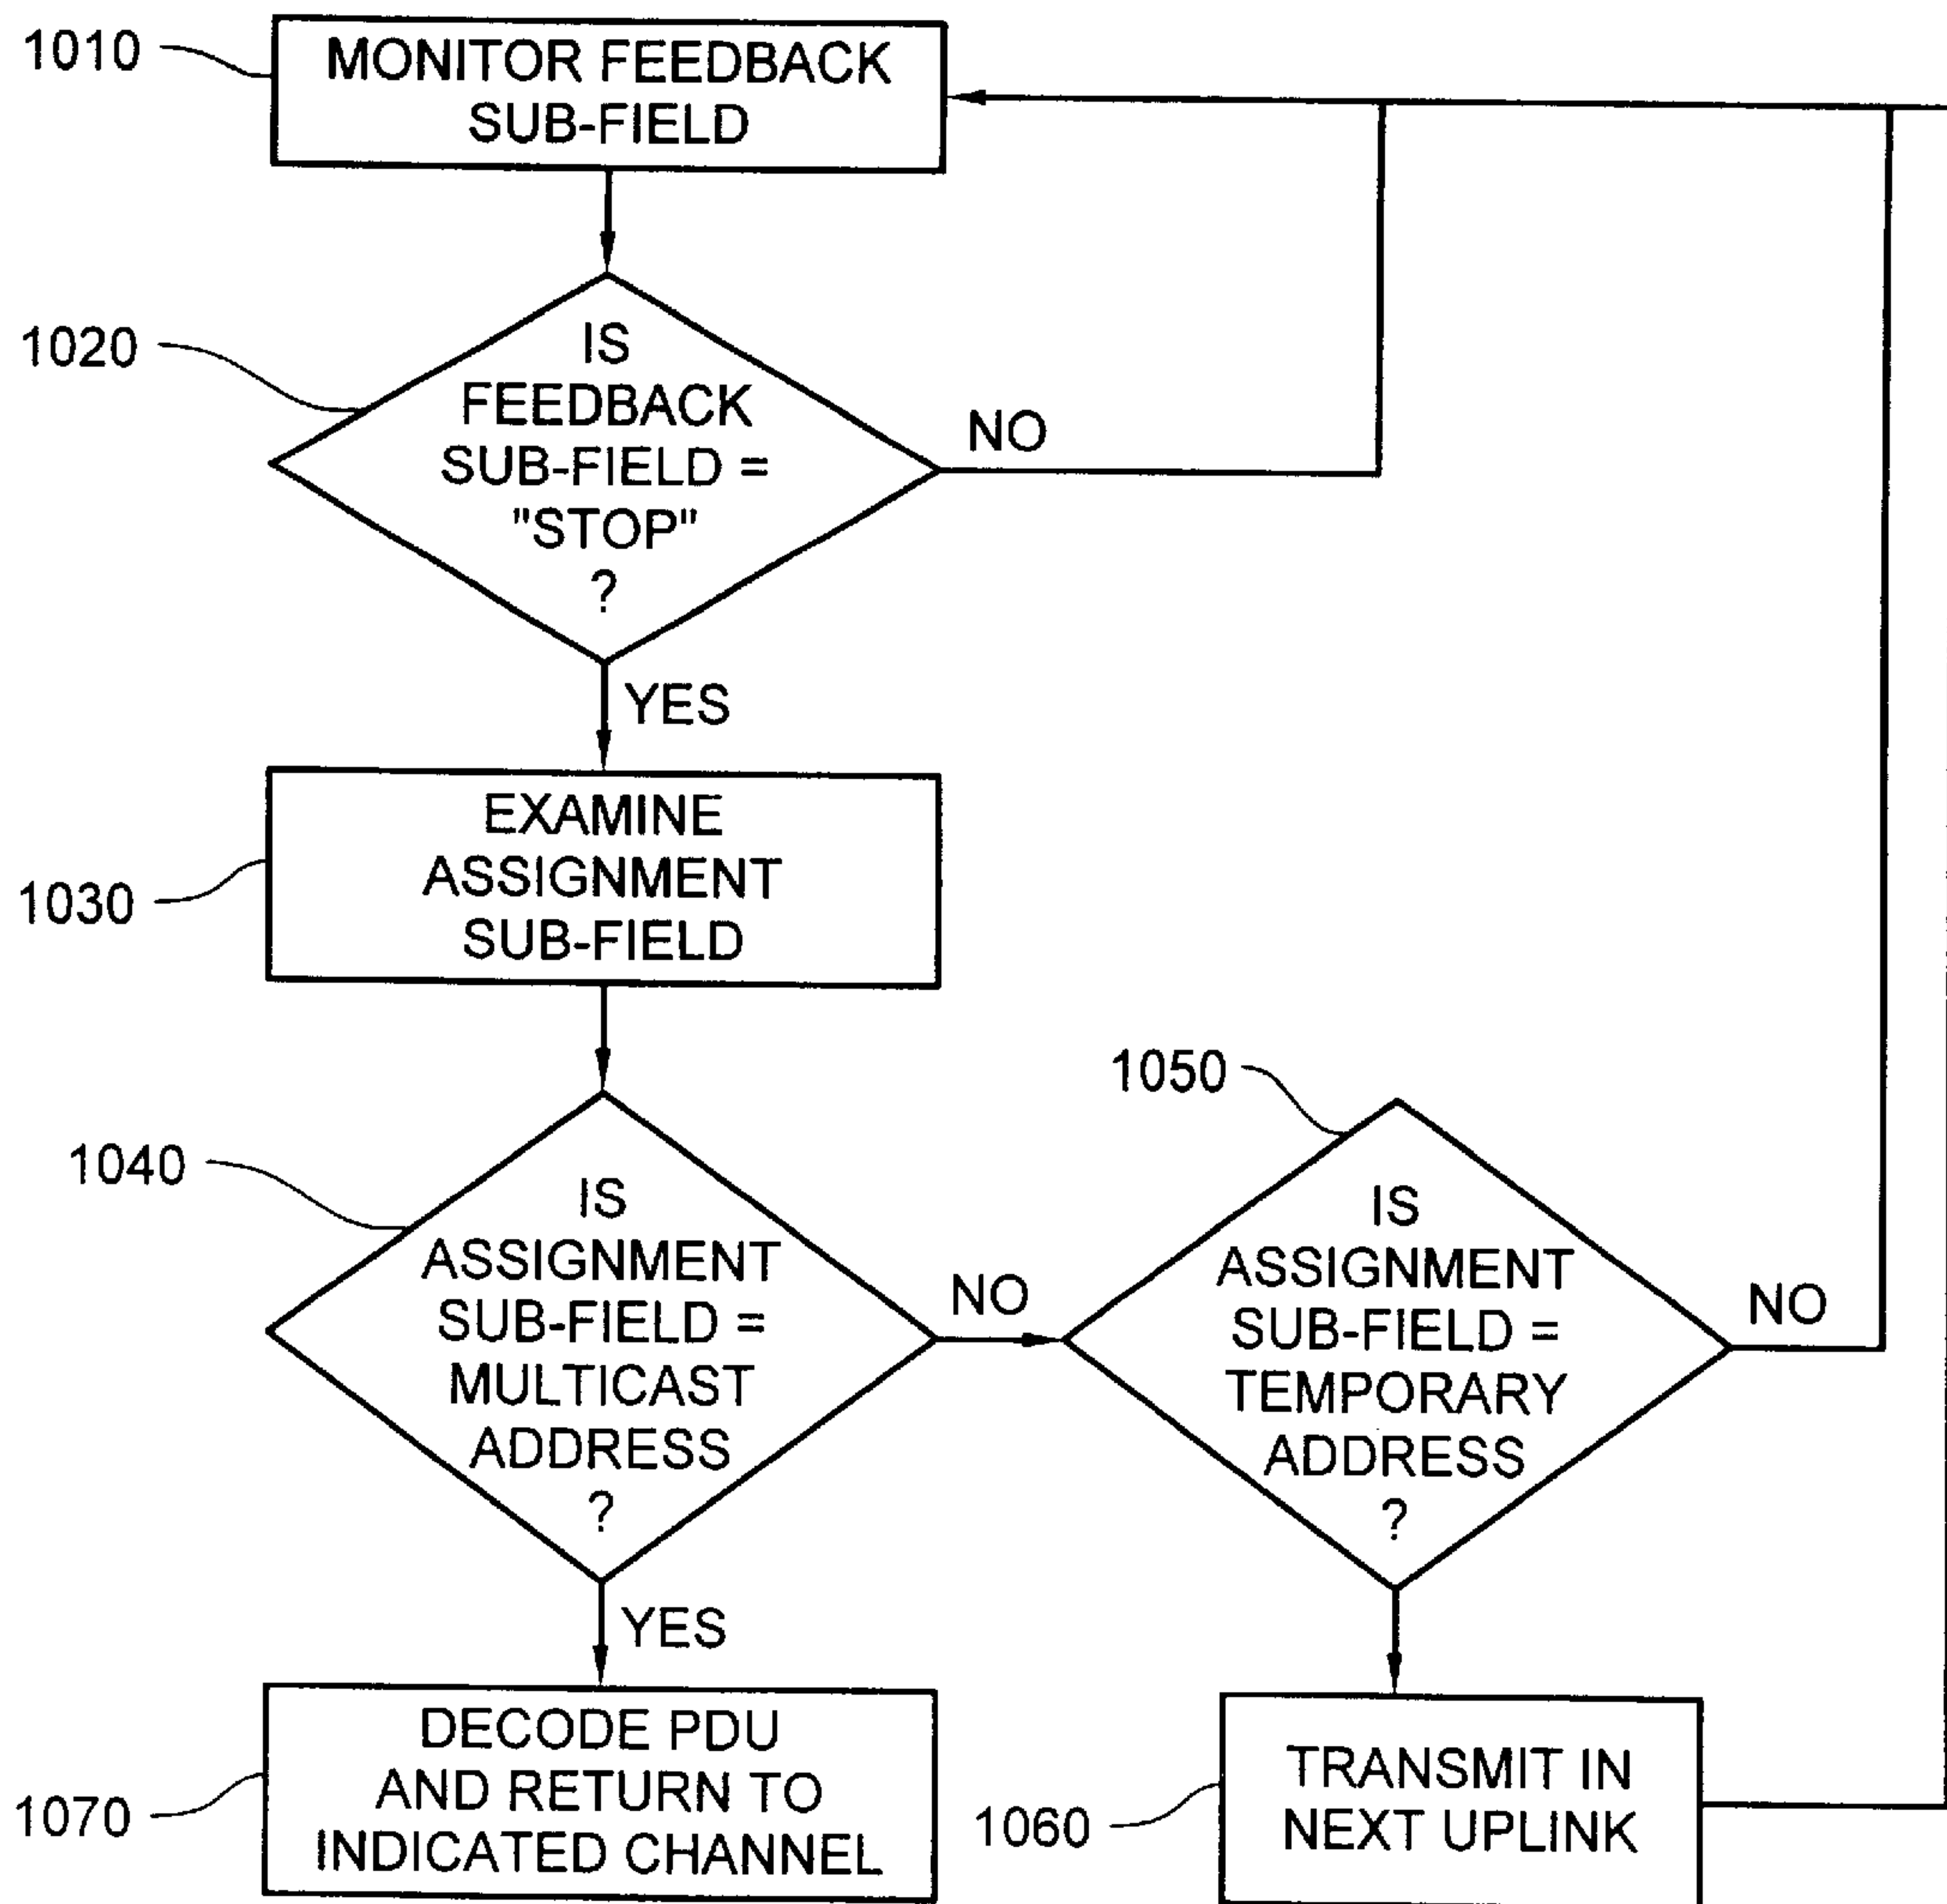 1010
MONITOR FEEDBACK
SUB-FIELD
1020
IS
FEEDBACK
SUB-FIELD =
"STOP"
?
NO
YES
1030
EXAMINE
ASSIGNMENT
SUB-FIELD
1040
IS
ASSIGNMENT
SUB-FIELD =
MULTICAST
ADDRESS
?
NO
YES
1050
IS
ASSIGNMENT
SUB-FIELD =
TEMPORARY
ADDRESS
?
NO
1070
DECODE PDU
AND RETURN TO
INDICATED CHANNEL
1060
TRANSMIT IN
NEXT UPLINK